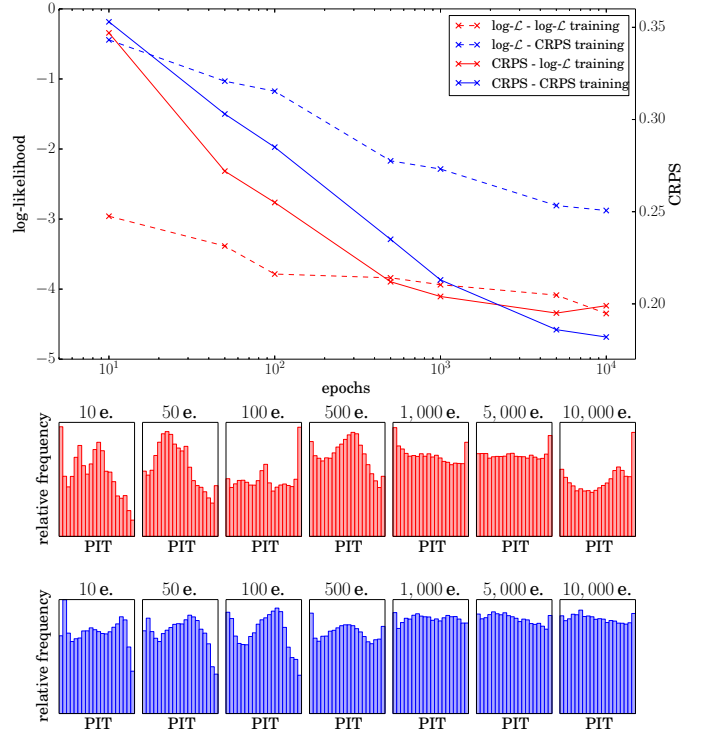 log-ℒ - log-ℒ training
log-ℒ - CRPS training
CRPS - log-ℒ training
CRPS - CRPS training
0
−1
−2
−3
−4
−5
log-likelihood
0.35
0.30
0.25
0.20
CRPS
10¹ 10² 10³ 10⁴
epochs
10 e. 50 e. 100 e. 500 e. 1,000 e. 5,000 e. 10,000 e.
relative frequency
PIT PIT PIT PIT PIT PIT PIT
10 e. 50 e. 100 e. 500 e. 1,000 e. 5,000 e. 10,000 e.
relative frequency
PIT PIT PIT PIT PIT PIT PIT